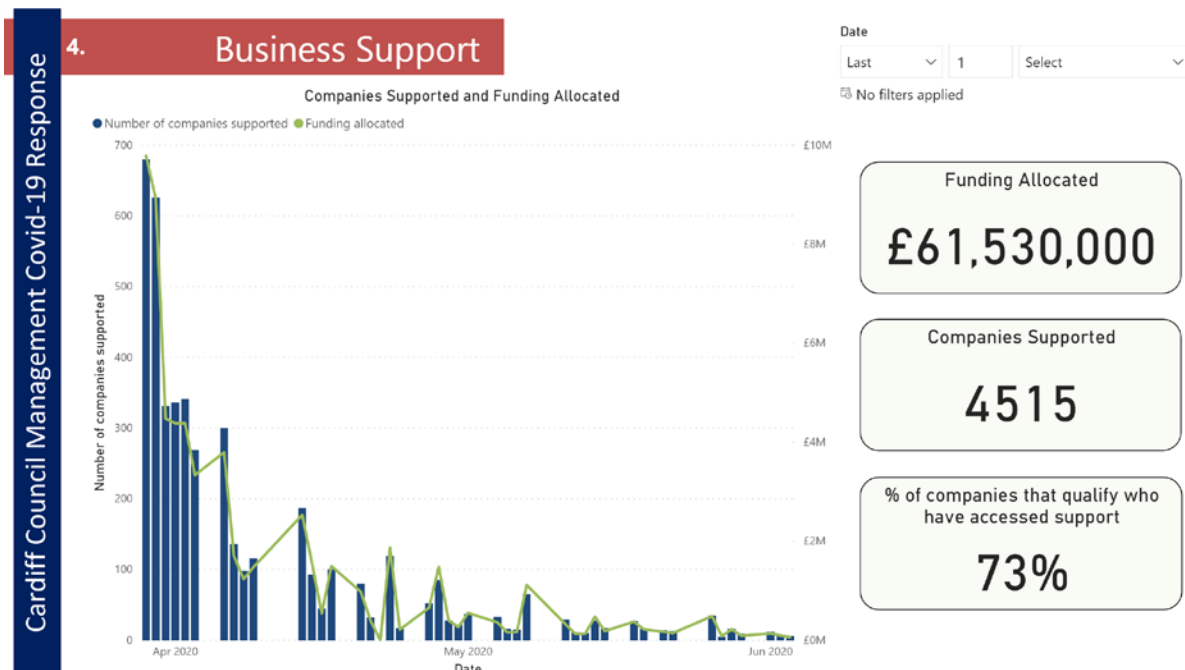 Cardiff Council Management Covid-19 Response
4.
Business Support
Date
Last
1
Select
No filters applied
Companies Supported and Funding Allocated
Number of companies supported
Funding allocated
700
600
500
400
300
200
100
0
Number of companies supported
£10M
£8M
£6M
£4M
£2M
£0M
Apr 2020
May 2020
Jun 2020
Date
Funding Allocated
£61,530,000
Companies Supported
4515
% of companies that qualify who
have accessed support
73%